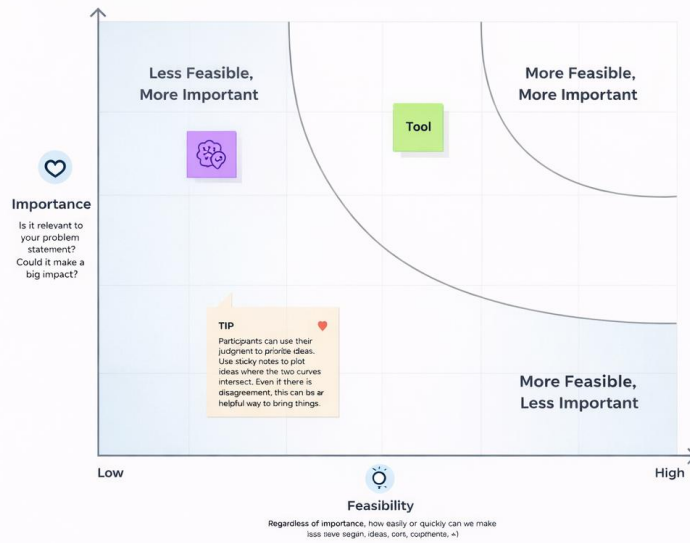 Less Feasible,
More Important
More Feasible,
More Important
Tool
Importance
Is it relevant to
your problem
statement?
Could it make a
big impact?
TIP
Participants can use their
judgment to prioritie ideas.
Use sticky notes to plot
ideas where the two curves
intersect. Even if there is
disagreement, this can be ar
helpful way to bring things.
More Feasible,
Less Important
Low
High
Feasibility
Regardless of importance, how easily or quickly can we make
ideas,